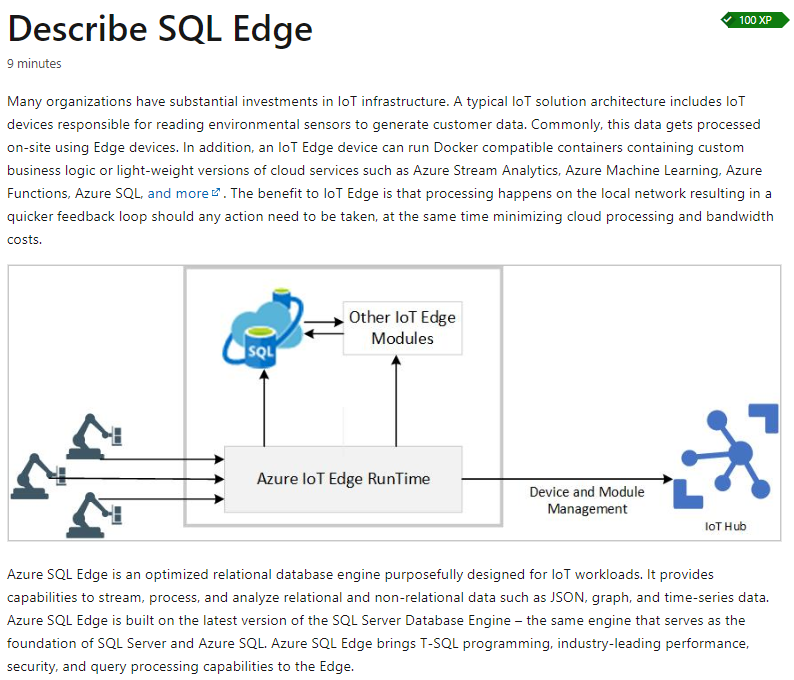 Describe SQL Edge
100 XP
9 minutes
Many organizations have substantial investments in IoT infrastructure. A typical IoT solution architecture includes IoT
devices responsible for reading environmental sensors to generate customer data. Commonly, this data gets processed
on-site using Edge devices. In addition, an IoT Edge device can run Docker compatible containers containing custom
business logic or light-weight versions of cloud services such as Azure Stream Analytics, Azure Machine Learning, Azure
Functions, Azure SQL, and more. The benefit to IoT Edge is that processing happens on the local network resulting in a
quicker feedback loop should any action need to be taken, at the same time minimizing cloud processing and bandwidth
costs.
SQL
Other IoT Edge
Modules
Azure IoT Edge RunTime
Device and Module
Management
IoT Hub
Azure SQL Edge is an optimized relational database engine purposefully designed for IoT workloads. It provides
capabilities to stream, process, and analyze relational and non-relational data such as JSON, graph, and time-series data.
Azure SQL Edge is built on the latest version of the SQL Server Database Engine – the same engine that serves as the
foundation of SQL Server and Azure SQL. Azure SQL Edge brings T-SQL programming, industry-leading performance,
security, and query processing capabilities to the Edge.